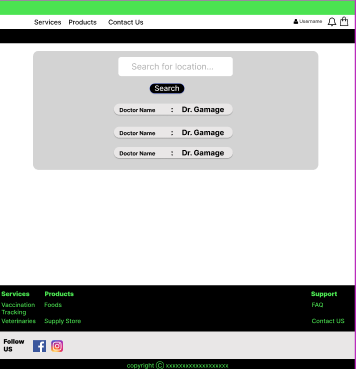 Services Products Contact Us Username
Search for location...
Search
Doctor Name : Dr. Gamage
Doctor Name : Dr. Gamage
Doctor Name : Dr. Gamage
Services Products Support
Vaccination Tracking Foods FAQ
Veterinaries Supply Store Contact US
Follow US
copyright Ⓒ xxxxxxxxxxxxxxxxxxx